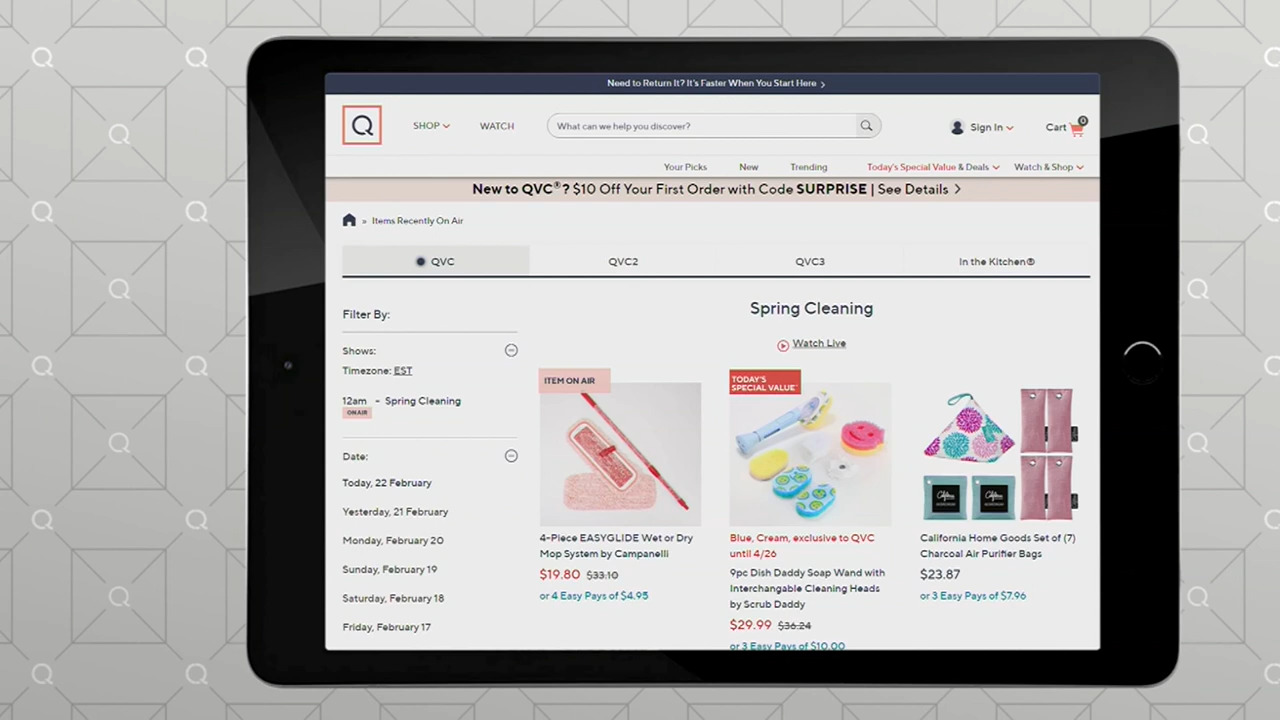 Need to Return It? It's Faster When You Start Here >
Q
SHOP
WATCH
What can we help you discover?
Sign In
Cart
0
Your Picks
New
Trending
Today's Special Value & Deals
Watch & Shop
New to QVC®? $10 Off Your First Order with Code SURPRISE | See Details >
» Items Recently On Air
QVC
QVC2
QVC3
In the Kitchen®
Filter By:
Shows:
Timezone: EST
12am - Spring Cleaning
ON AIR
Date:
Today, 22 February
Yesterday, 21 February
Monday, February 20
Sunday, February 19
Saturday, February 18
Friday, February 17
Spring Cleaning
Watch Live
ITEM ON AIR
4-Piece EASYGLIDE Wet or Dry
Mop System by Campanelli
$19.80 $33.10
or 4 Easy Pays of $4.95
TODAY'S
SPECIAL VALUE
Blue, Cream, exclusive to QVC
until 4/26
9pc Dish Daddy Soap Wand with
Interchangable Cleaning Heads
by Scrub Daddy
$29.99 $36.24
or 3 Easy Pays of $10.00
California Home Goods Set of (7)
Charcoal Air Purifier Bags
$23.87
or 3 Easy Pays of $7.96